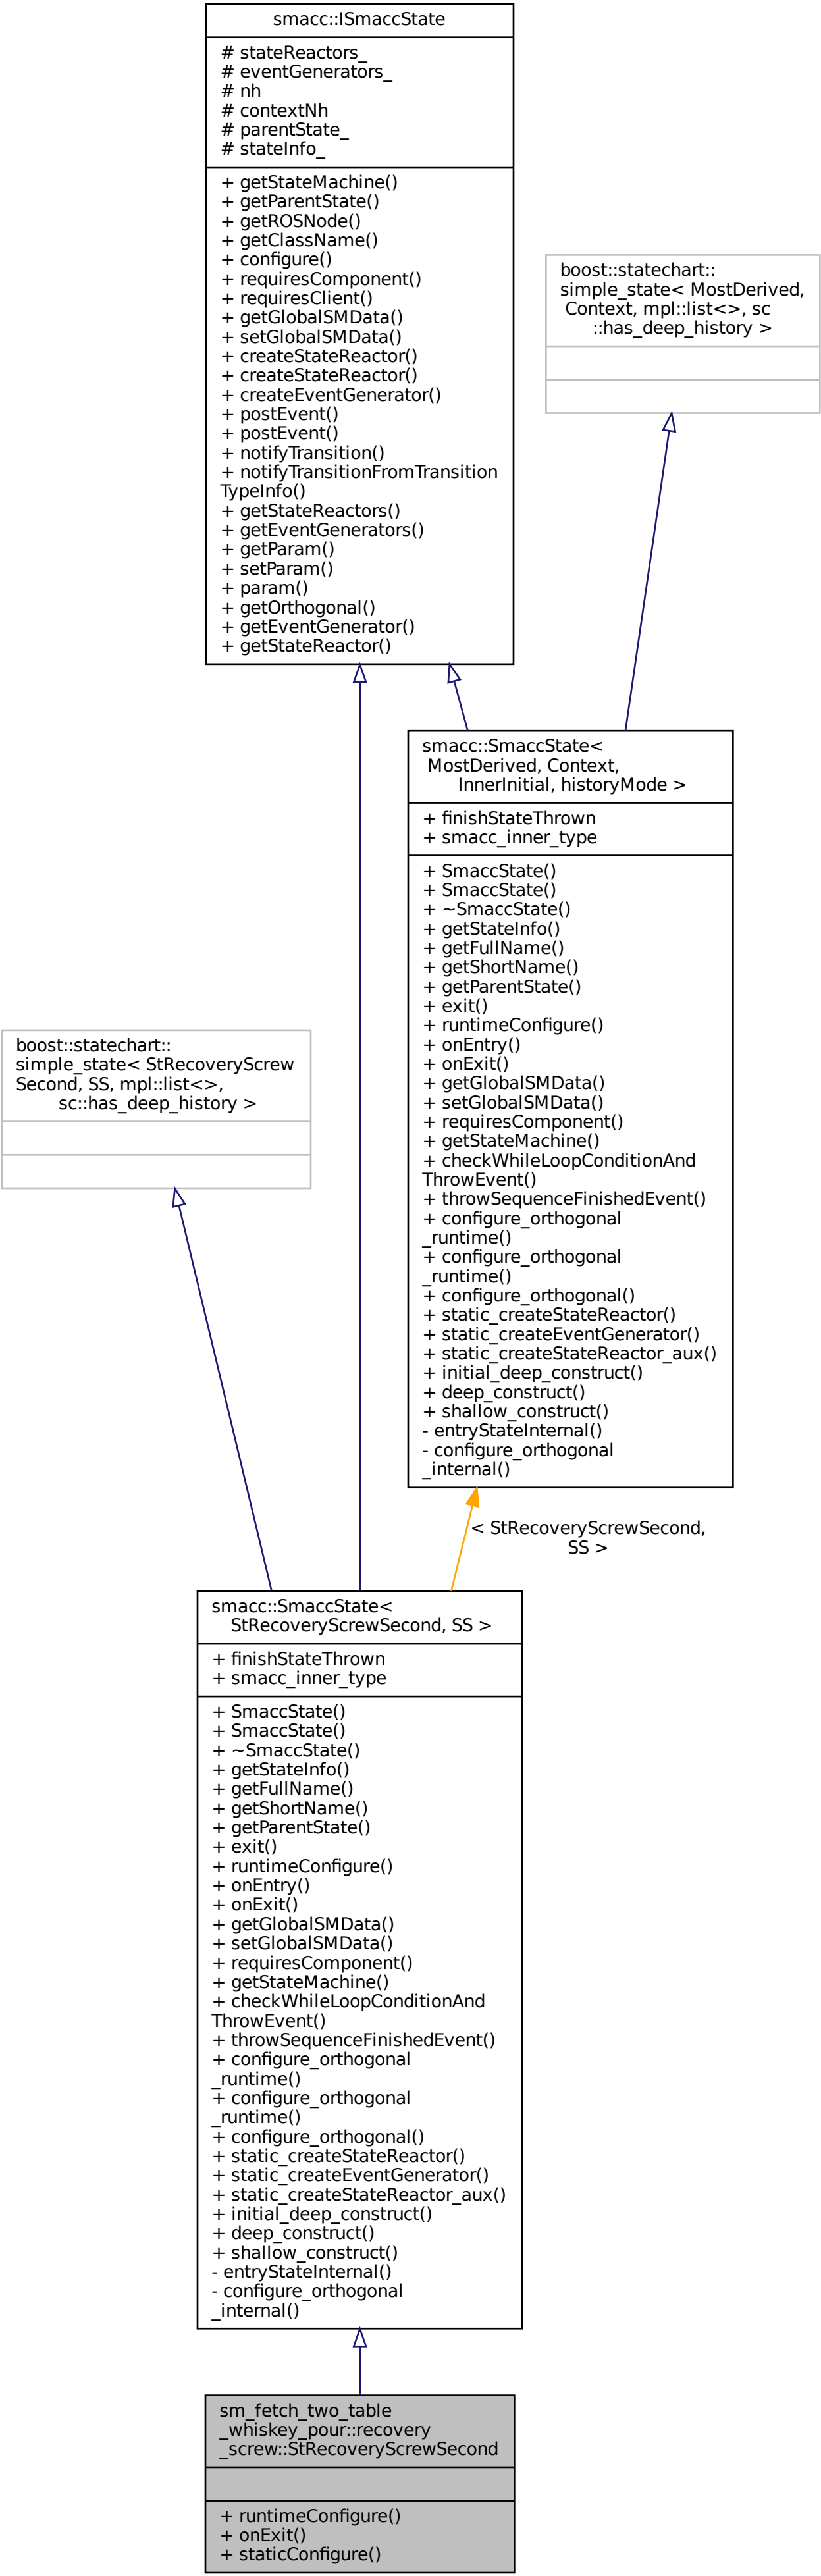 smacc::ISmaccState
# stateReactors_
# eventGenerators_
# nh
# contextNh
# parentState_
# stateInfo_
+ getStateMachine()
+ getParentState()
+ getROSNode()
+ getClassName()
+ configure()
+ requiresComponent()
+ requiresClient()
+ getGlobalSMData()
+ setGlobalSMData()
+ createStateReactor()
+ createStateReactor()
+ createEventGenerator()
+ postEvent()
+ postEvent()
+ notifyTransition()
+ notifyTransitionFromTransition
TypeInfo()
+ getStateReactors()
+ getEventGenerators()
+ getParam()
+ setParam()
+ param()
+ getOrthogonal()
+ getEventGenerator()
+ getStateReactor()
boost::statechart::
simple_state< MostDerived,
Context, mpl::list<>, sc
::has_deep_history >
smacc::SmaccState<
MostDerived, Context,
InnerInitial, historyMode >
+ finishStateThrown
+ smacc_inner_type
+ SmaccState()
+ SmaccState()
+ ~SmaccState()
+ getStateInfo()
+ getFullName()
+ getShortName()
+ getParentState()
+ exit()
+ runtimeConfigure()
+ onEntry()
+ onExit()
+ getGlobalSMData()
+ setGlobalSMData()
+ requiresComponent()
+ getStateMachine()
+ checkWhileLoopConditionAnd
ThrowEvent()
+ throwSequenceFinishedEvent()
+ configure_orthogonal
_runtime()
+ configure_orthogonal
_runtime()
+ configure_orthogonal()
+ static_createStateReactor()
+ static_createEventGenerator()
+ static_createStateReactor_aux()
+ initial_deep_construct()
+ deep_construct()
+ shallow_construct()
- entryStateInternal()
- configure_orthogonal
_internal()
boost::statechart::
simple_state< StRecoveryScrew
Second, SS, mpl::list<>,
sc::has_deep_history >
< StRecoveryScrewSecond,
SS >
smacc::SmaccState<
StRecoveryScrewSecond, SS >
+ finishStateThrown
+ smacc_inner_type
+ SmaccState()
+ SmaccState()
+ ~SmaccState()
+ getStateInfo()
+ getFullName()
+ getShortName()
+ getParentState()
+ exit()
+ runtimeConfigure()
+ onEntry()
+ onExit()
+ getGlobalSMData()
+ setGlobalSMData()
+ requiresComponent()
+ getStateMachine()
+ checkWhileLoopConditionAnd
ThrowEvent()
+ throwSequenceFinishedEvent()
+ configure_orthogonal
_runtime()
+ configure_orthogonal
_runtime()
+ configure_orthogonal()
+ static_createStateReactor()
+ static_createEventGenerator()
+ static_createStateReactor_aux()
+ initial_deep_construct()
+ deep_construct()
+ shallow_construct()
- entryStateInternal()
- configure_orthogonal
_internal()
sm_fetch_two_table
_whiskey_pour::recovery
_screw::StRecoveryScrewSecond
+ runtimeConfigure()
+ onExit()
+ staticConfigure()